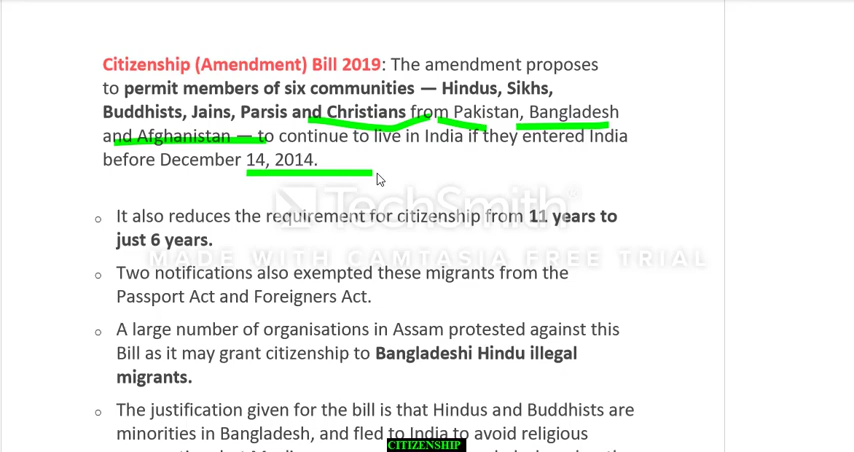 Citizenship (Amendment) Bill 2019: The amendment proposes
to permit members of six communities — Hindus, Sikhs,
Buddhists, Jains, Parsis and Christians from Pakistan, Bangladesh
and Afghanistan — to continue to live in India if they entered India
before December 14, 2014.
TechSmith
o It also reduces the requirement for citizenship from 11 years to
just 6 years.
MADE WITH CAMTASIA FREE TRIAL
o Two notifications also exempted these migrants from the
Passport Act and Foreigners Act.
o A large number of organisations in Assam protested against this
Bill as it may grant citizenship to Bangladeshi Hindu illegal
migrants.
o The justification given for the bill is that Hindus and Buddhists are
minorities in Bangladesh, and fled to India to avoid religious
CITIZENSHIP